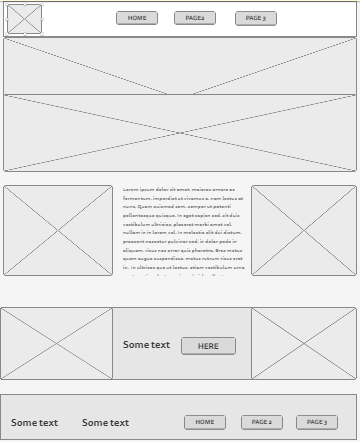 HOME PAGE2 PAGE 3
Lorem ipsum dolor sit amet, maiores ornare ac
fermentum, imperdiet ut vivamus a, nam lectus at
nunc. Quam euismod sem, semper ut potenti
pellentesque quisque. In eget sapien sed, sit duis
vestibulum ultricies, placerat morbi amet vel,
nullam in in lorem vel. In molestie elit dui dictum,
praesent nascetur pulvinar sed, in dolor pede in
aliquam, risus nec error quis pharetra. Eros metus
quam augue suspendisse, metus rutrum risus erat
in. In ultrices quo ut lectus, etiam vestibulum urna
Some text HERE
Some text Some text HOME PAGE 2 PAGE 3